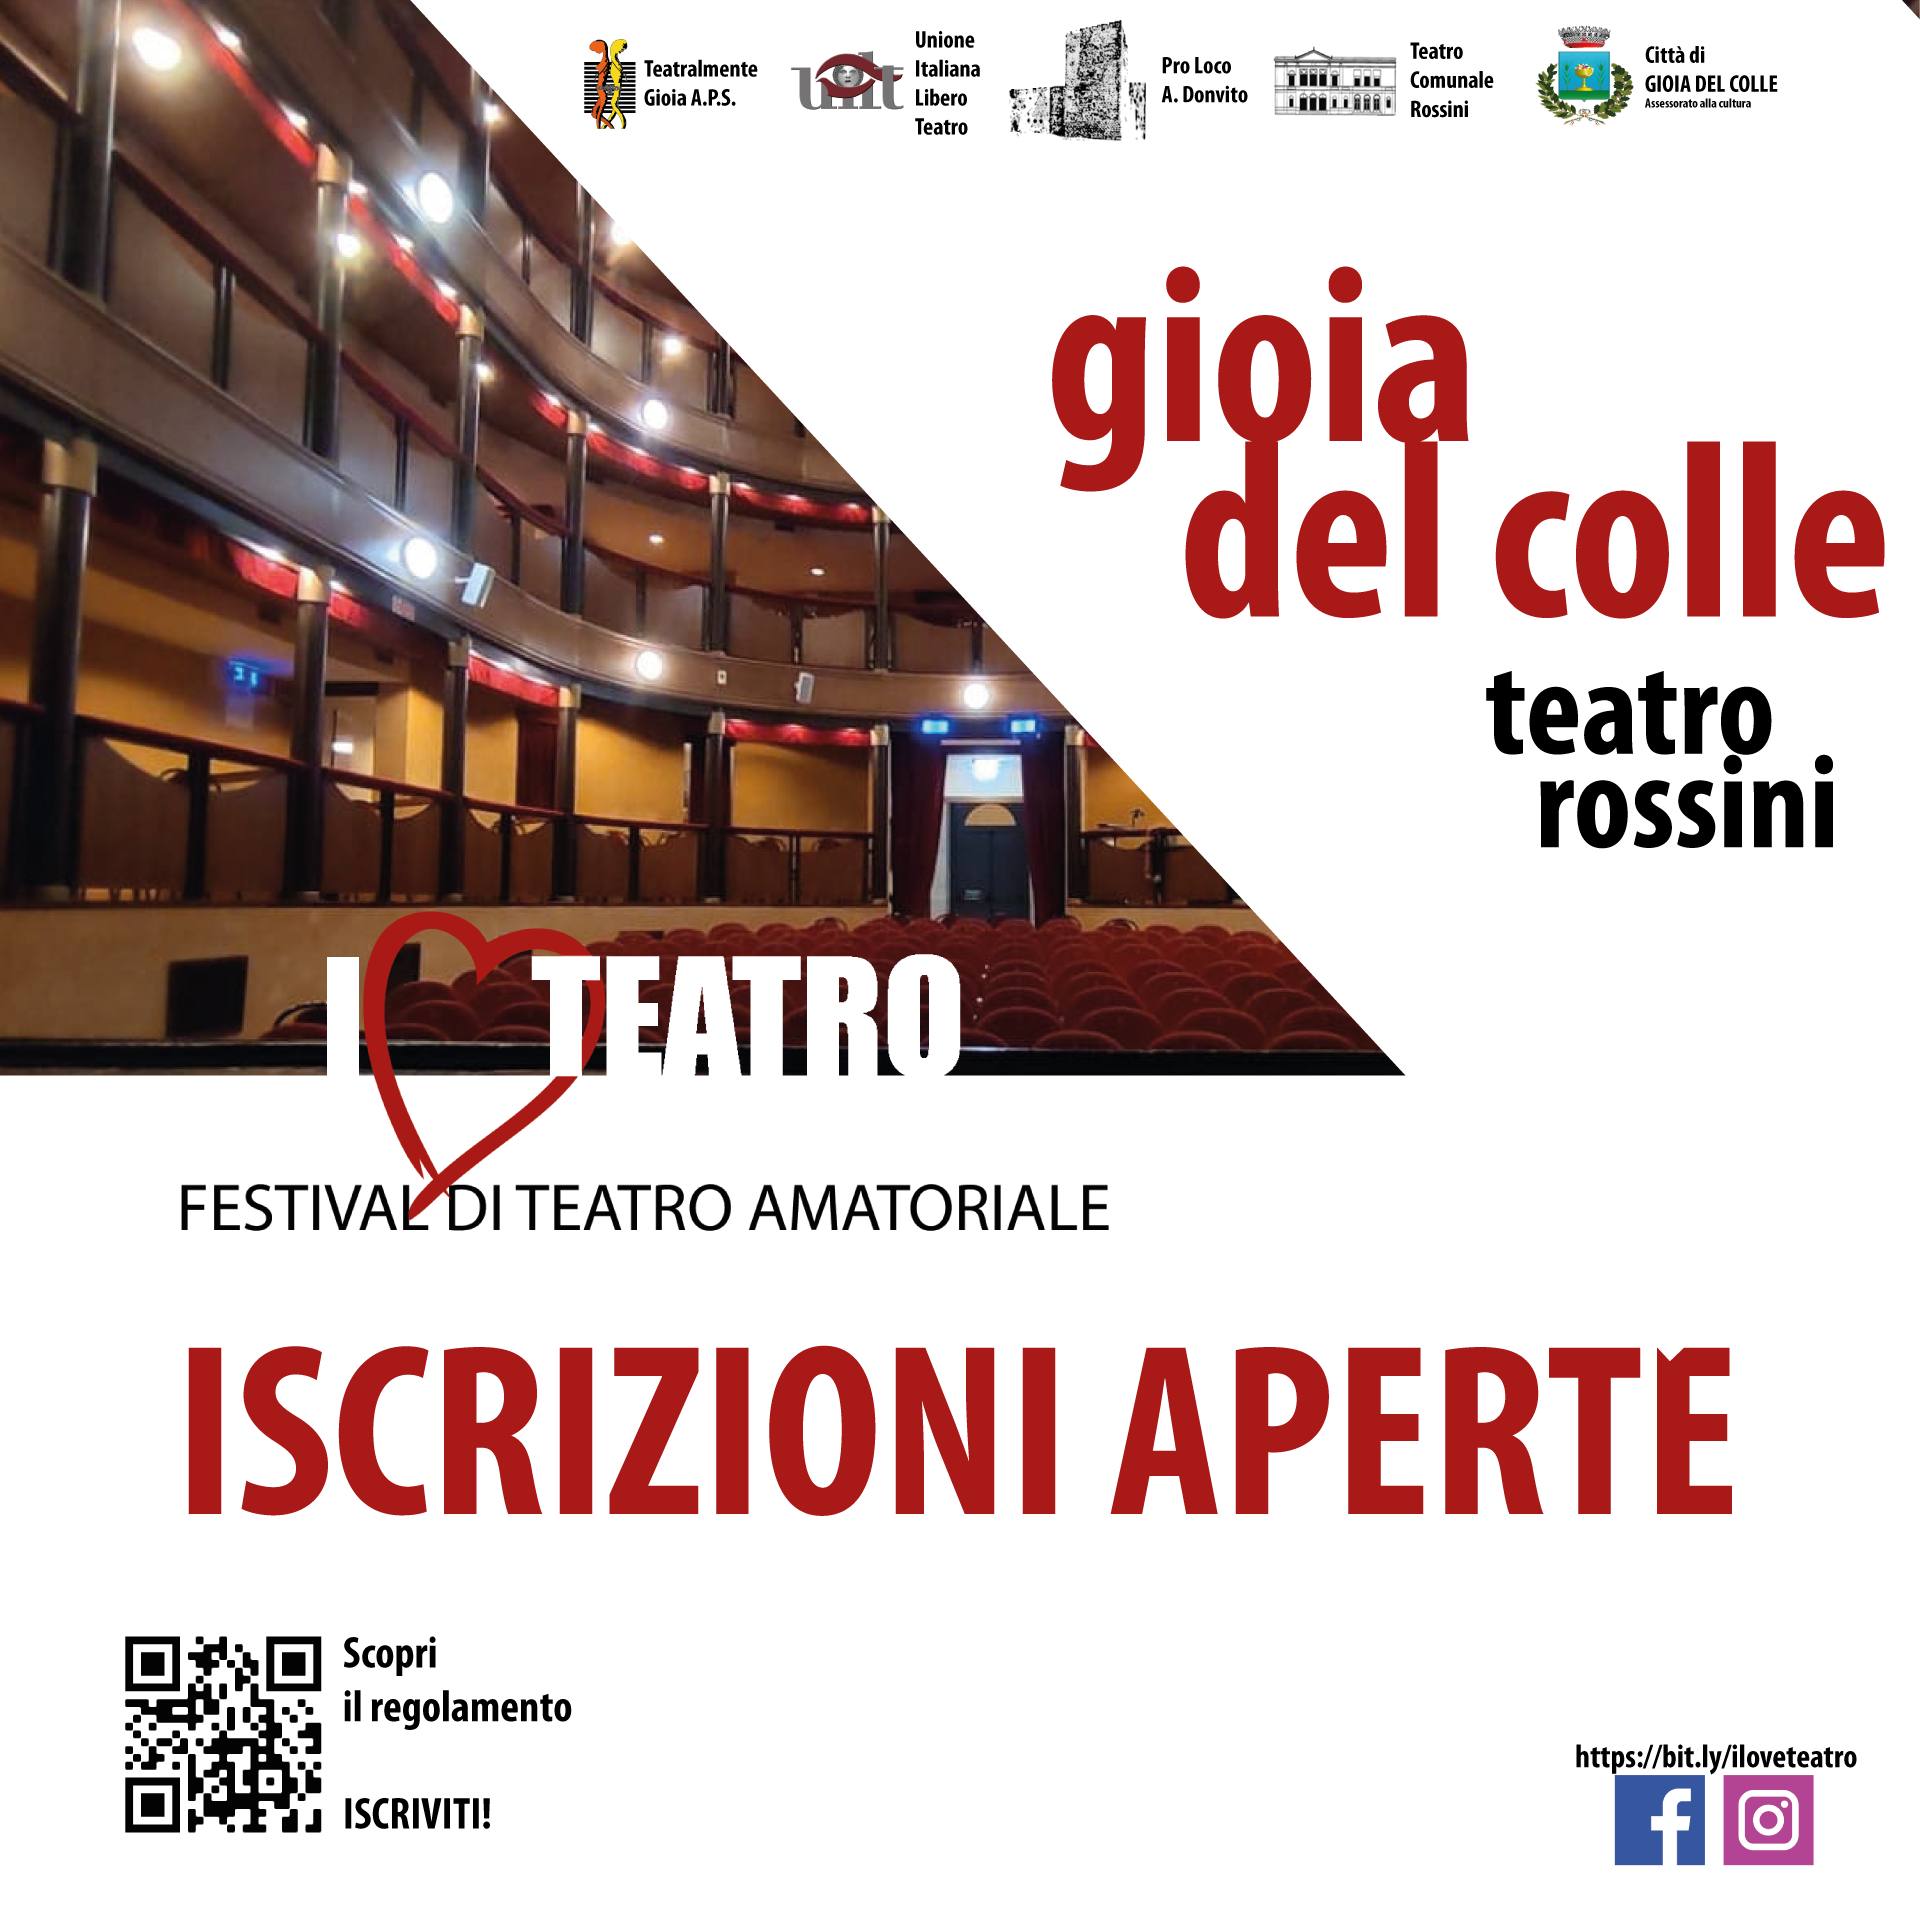 Teatralmente
Gioia A.P.S.
uilt
Unione
Italiana
Libero
Teatro
Pro Loco
A. Donvito
Teatro
Comunale
Rossini
Città di
GIOIA DEL COLLE
Assessorato alla cultura
gioia
del colle
teatro
rossini
I TEATRO
FESTIVAL DI TEATRO AMATORIALE
ISCRIZIONI APERTE
Scopri
il regolamento
ISCRIVITI!
https://bit.ly/iloveteatro